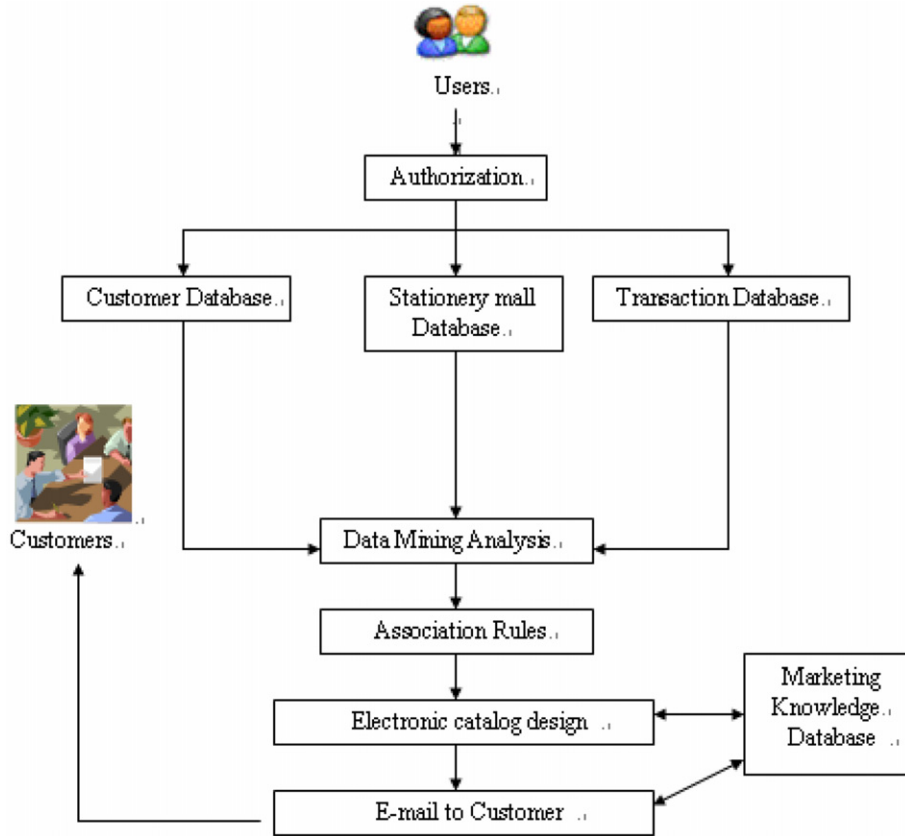 Users
Authorization
Customer Database
Stationery mall
Database
Transaction Database
Customers
Data Mining Analysis
Association Rules
Electronic catalog design
Marketing
Knowledge
Database
E-mail to Customer